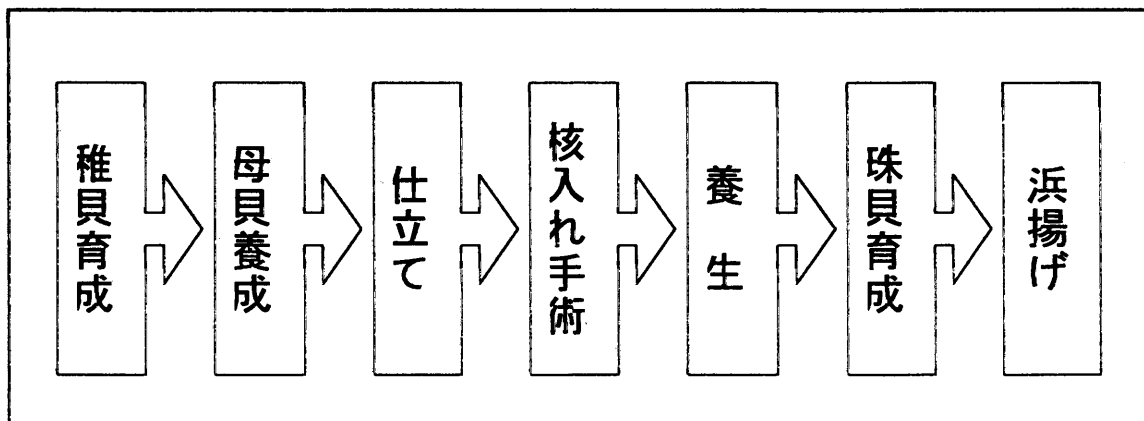 稚貝育成
母貝養成
仕立て
核入れ手術
養生
珠貝育成
浜揚げ